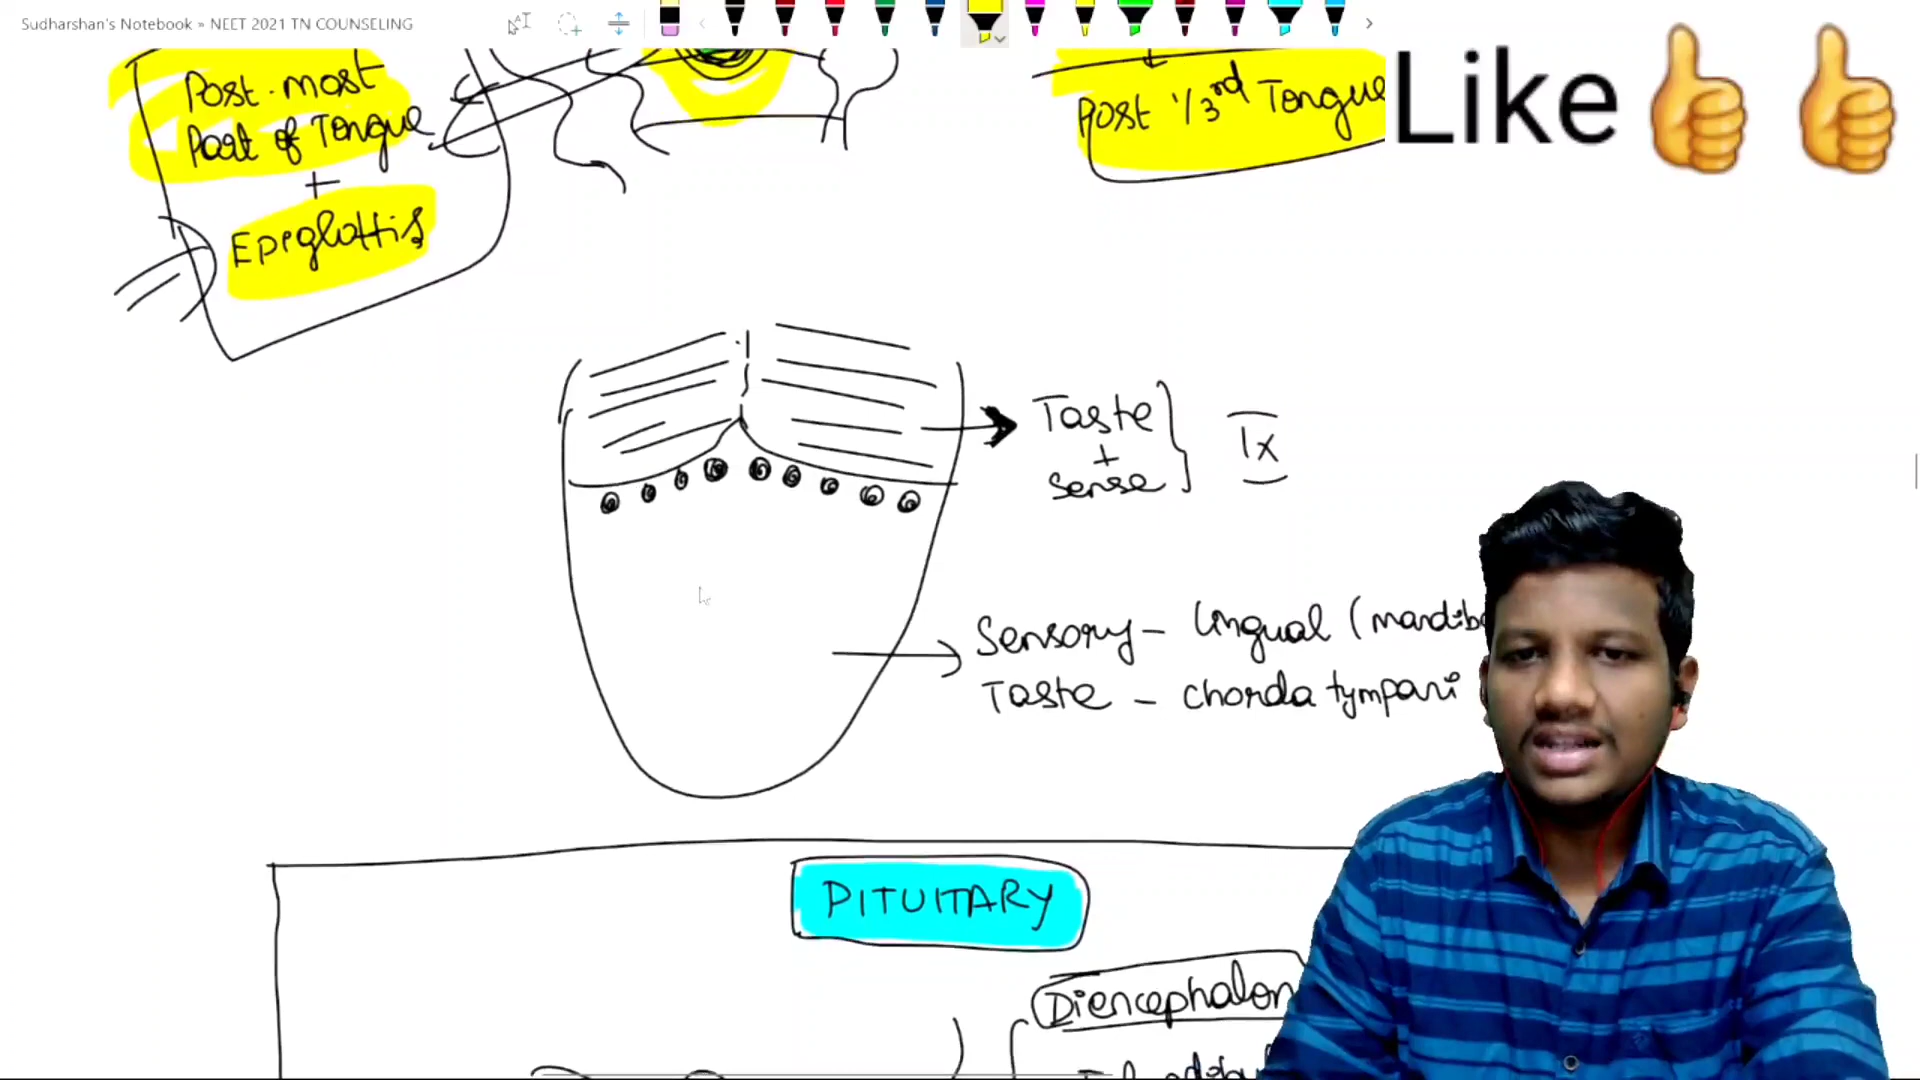 Sudharshan's Notebook » NEET 2021 TN COUNSELING
Post. most
Part of Tongue
+
Epiglottis
Post 1/3rd Tongue
Like👍👍
Taste
+
Sense
IX
Sensory - Lingual (mandib
Taste - chorda tympani
PITUITARY
Diencephalon